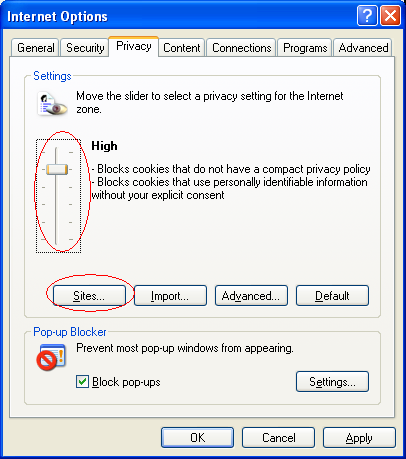 Internet Options
General Security Privacy Content Connections Programs Advanced
Settings
Move the slider to select a privacy setting for the Internet
zone.
High
- Blocks cookies that do not have a compact privacy policy
- Blocks cookies that use personally identifiable information
without your explicit consent
Sites... Import... Advanced... Default
Pop-up Blocker
Prevent most pop-up windows from appearing.
Block pop-ups Settings...
OK Cancel Apply